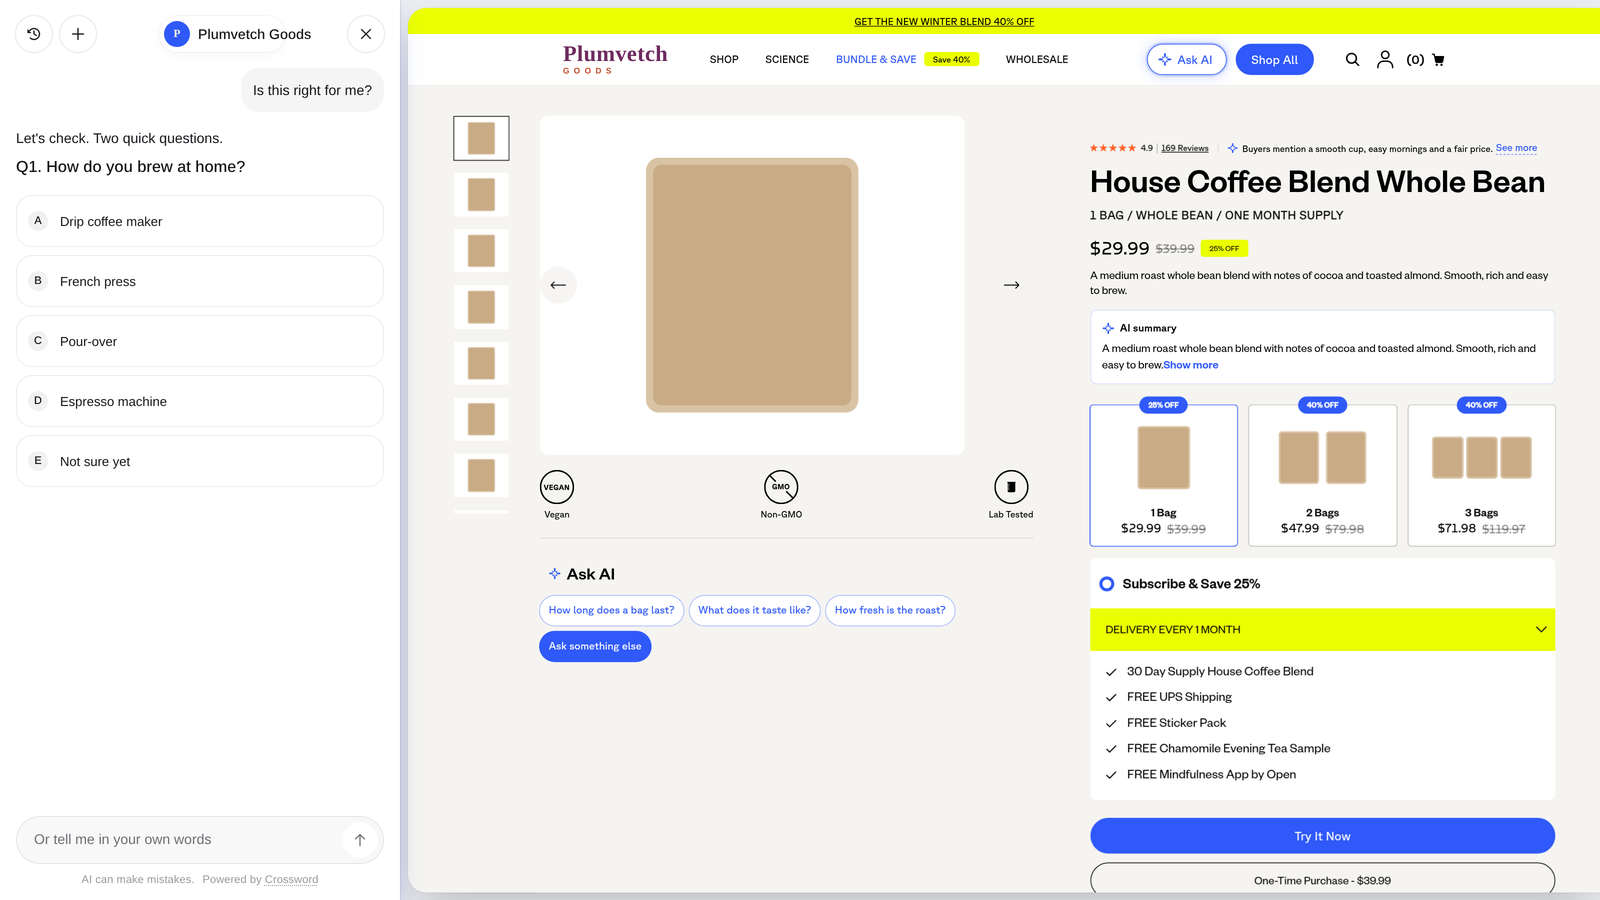 P
Plumvetch Goods
Is this right for me?
Let's check. Two quick questions.
Q1. How do you brew at home?
A Drip coffee maker
B French press
C Pour-over
D Espresso machine
E Not sure yet
Or tell me in your own words
AI can make mistakes. Powered by Crossword
GET THE NEW WINTER BLEND 40% OFF
Plumvetch
GOODS
SHOP SCIENCE BUNDLE & SAVE Save 40% WHOLESALE
Ask AI
Shop All
(0)
VEGAN
Vegan
GMO
Non-GMO
Lab Tested
Ask AI
How long does a bag last? What does it taste like? How fresh is the roast?
Ask something else
4.9 169 Reviews Buyers mention a smooth cup, easy mornings and a fair price. See more
House Coffee Blend Whole Bean
1 BAG / WHOLE BEAN / ONE MONTH SUPPLY
$29.99 $39.99 25% OFF
A medium roast whole bean blend with notes of cocoa and toasted almond. Smooth, rich and easy
to brew.
AI summary
A medium roast whole bean blend with notes of cocoa and toasted almond. Smooth, rich and
easy to brew.Show more
25% OFF
1 Bag
$29.99 $39.99
40% OFF
2 Bags
$47.99 $79.98
40% OFF
3 Bags
$71.98 $119.97
Subscribe & Save 25%
DELIVERY EVERY 1 MONTH
30 Day Supply House Coffee Blend
FREE UPS Shipping
FREE Sticker Pack
FREE Chamomile Evening Tea Sample
FREE Mindfulness App by Open
Try It Now
One-Time Purchase - $39.99